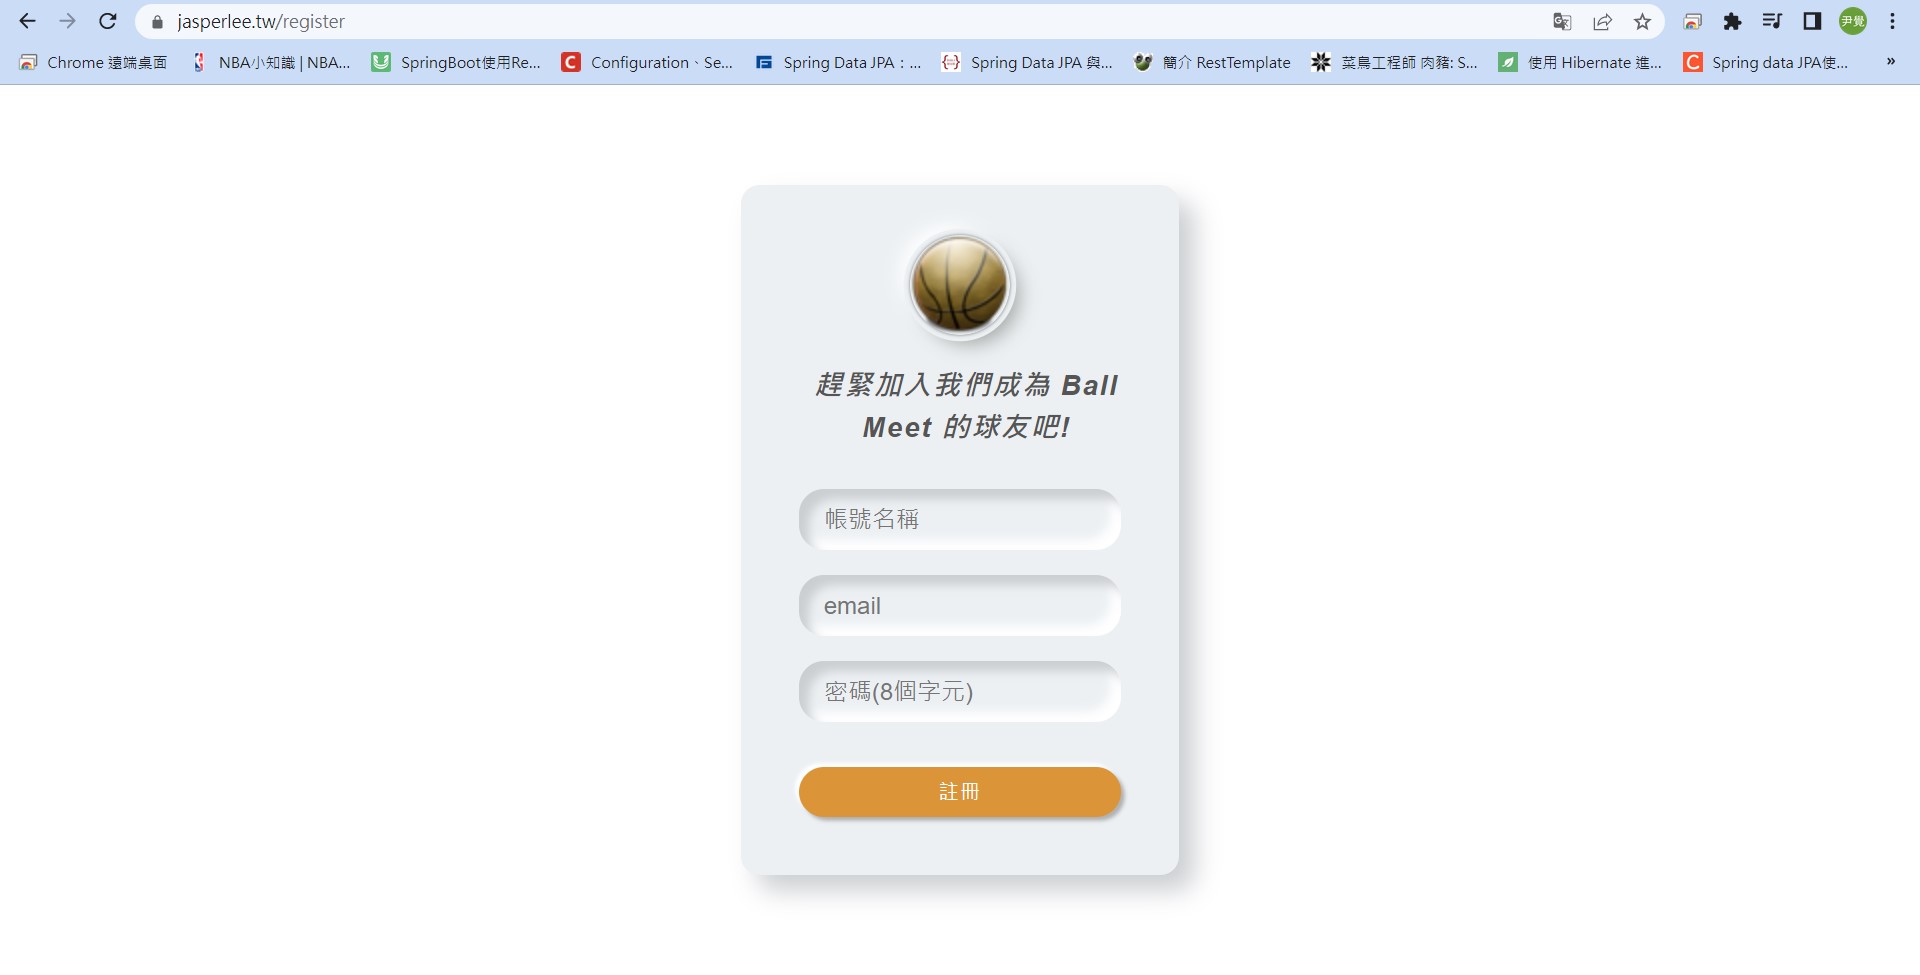 jasperlee.tw/register
尹覺
Chrome 遠端桌面
NBA小知識 | NBA...
SpringBoot使用Re...
Configuration、Se...
Spring Data JPA：...
Spring Data JPA 與...
簡介 RestTemplate
菜鳥工程師 肉豬: S...
使用 Hibernate 進...
Spring data JPA使...
»
趕緊加入我們成為 Ball
Meet 的球友吧!
帳號名稱
email
密碼(8個字元)
註冊